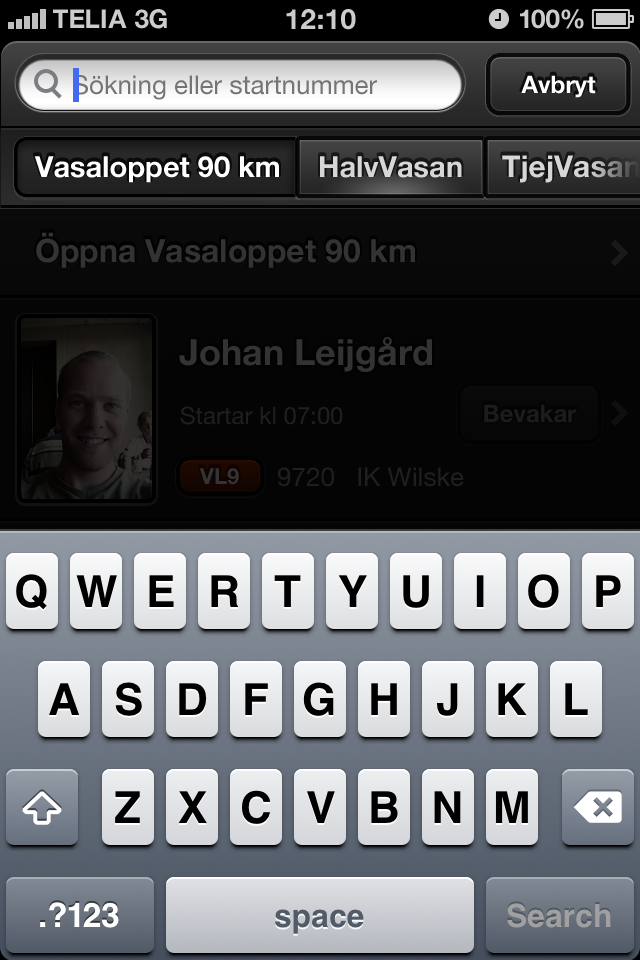 TELIA 3G 12:10 100%
Sökning eller startnummer Avbryt
Vasaloppet 90 km HalvVasan TjejVasan
Öppna Vasaloppet 90 km
Johan Leijgård
Startar kl 07:00 Bevakar
VL9 9720 IK Wilske
Q W E R T Y U I O P
A S D F G H J K L
Z X C V B N M
.?123 space Search